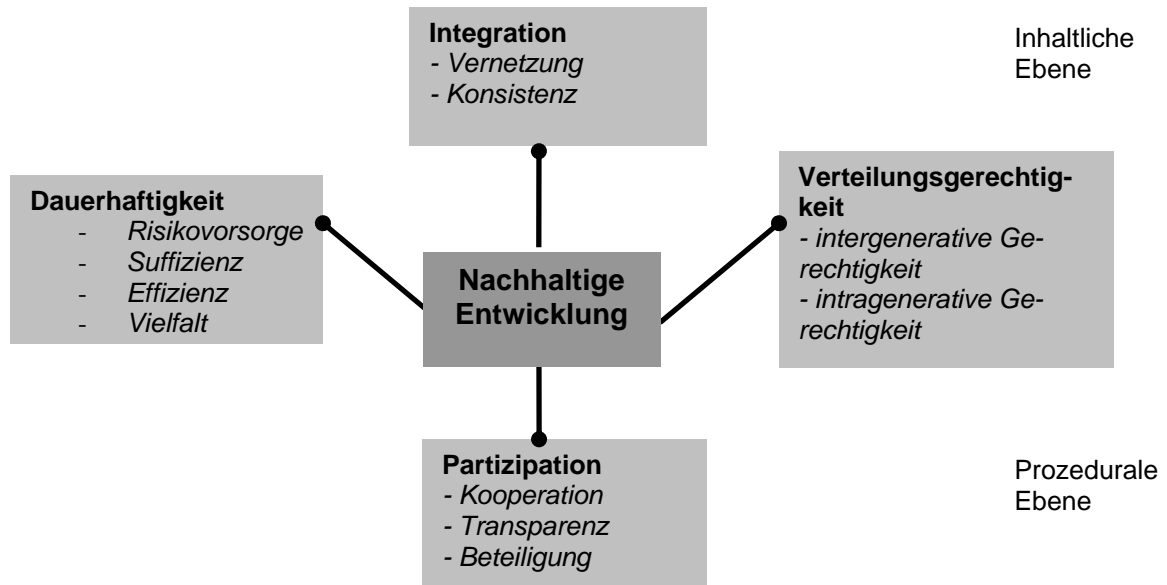 Integration
- Vernetzung
- Konsistenz
Inhaltliche
Ebene
Dauerhaftigkeit
- Risikovorsorge
- Suffizienz
- Effizienz
- Vielfalt
Nachhaltige
Entwicklung
Verteilungsgerechtig-
keit
- intergenerative Ge-
rechtigkeit
- intragenerative Ge-
rechtigkeit
Partizipation
- Kooperation
- Transparenz
- Beteiligung
Prozedurale
Ebene